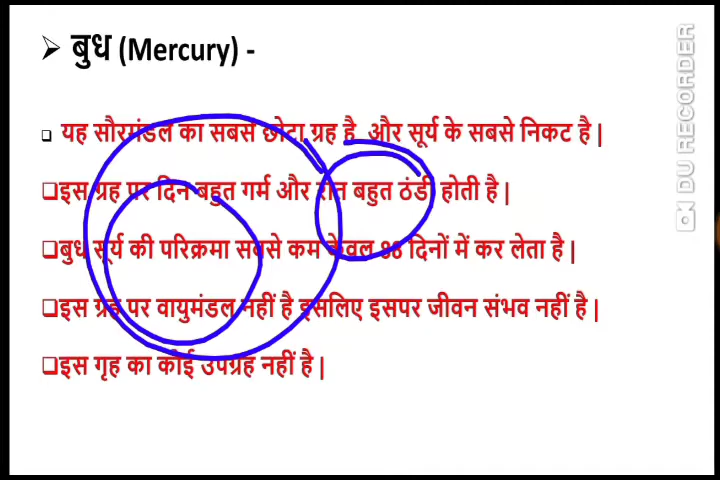 ➢ बुध (Mercury) -
❑ यह सौरमंडल का सबसे छोटा ग्रह है और सूर्य के सबसे निकट है |
❑इस ग्रह पर दिन बहुत गर्म और रात बहुत ठंडी होती है |
❑बुध सूर्य की परिक्रमा सबसे कम केवल 88 दिनों में कर लेता है |
❑इस ग्रह पर वायुमंडल नहीं है इसलिए इसपर जीवन संभव नहीं है |
❑इस गृह का कोई उपग्रह नहीं है |
DU RECORDER